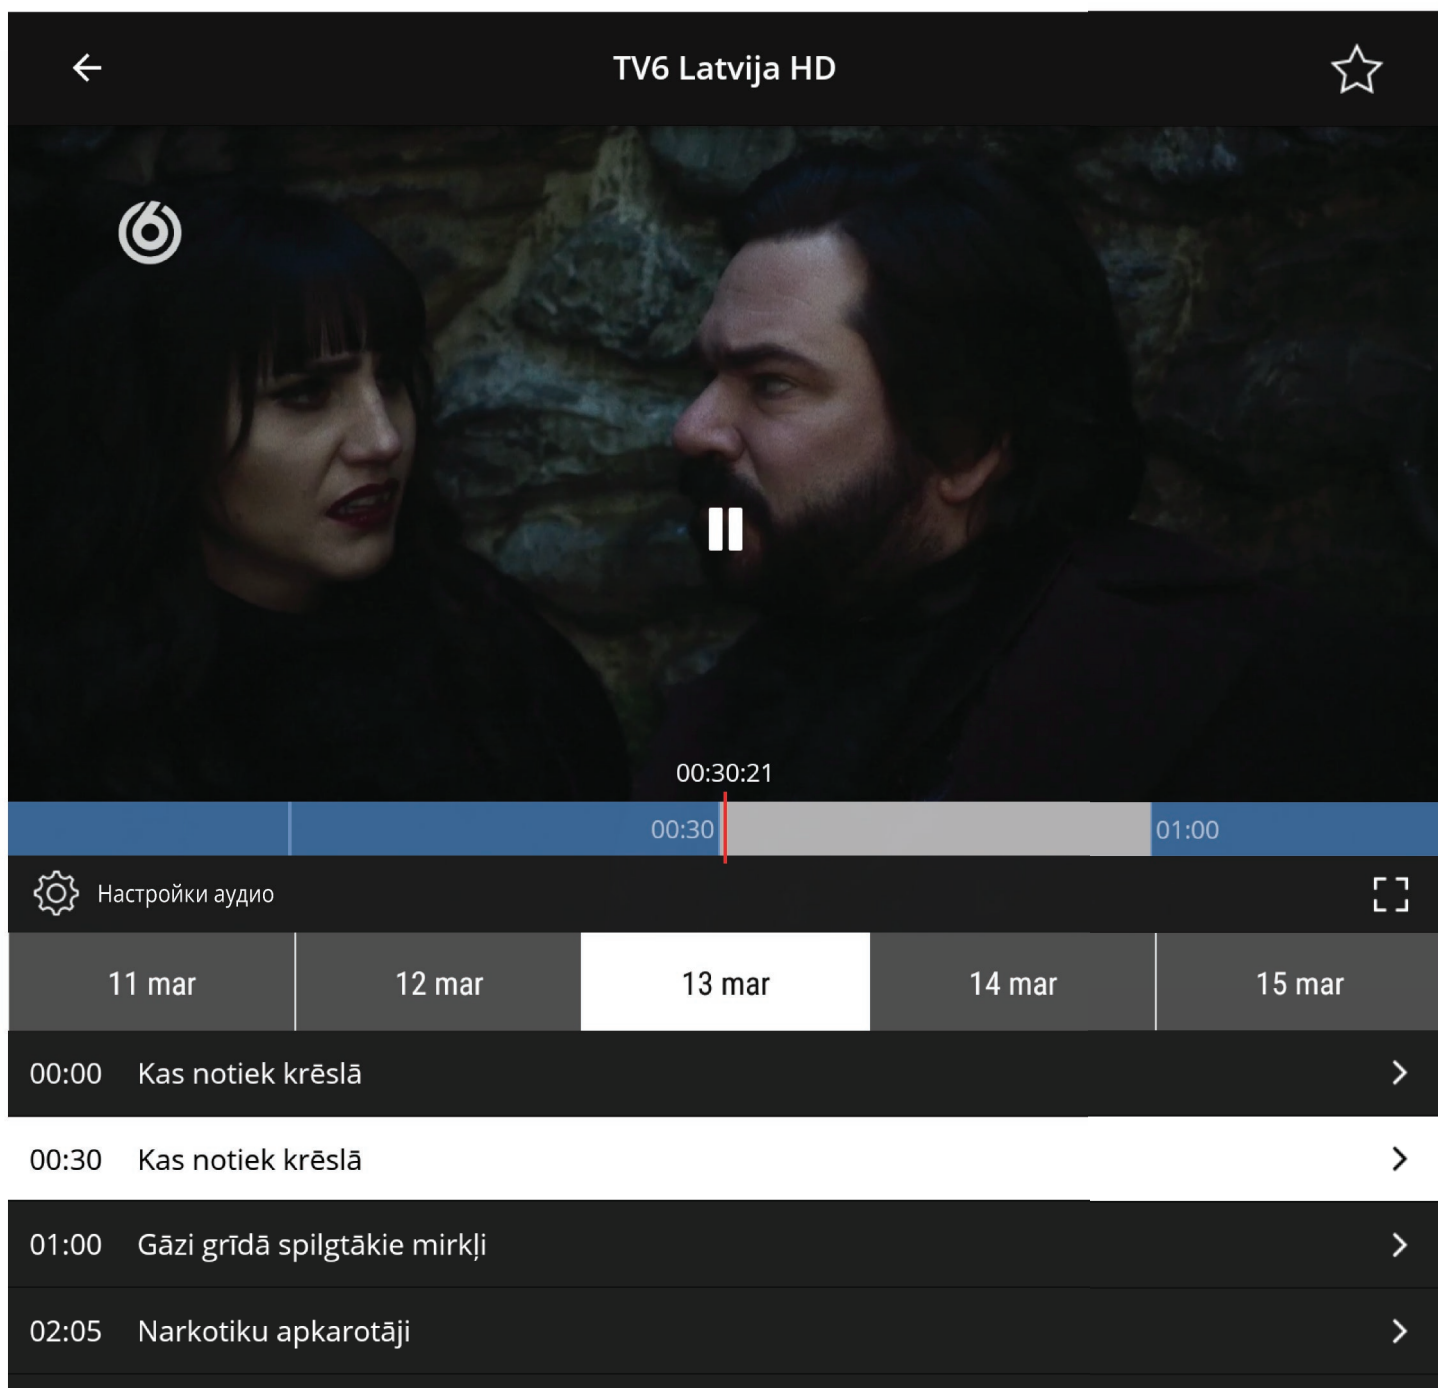 TV6 Latvija HD
6
00:30:21
00:30 01:00
Настройки аудио
11 mar 12 mar 13 mar 14 mar 15 mar
00:00 Kas notiek krēslā
00:30 Kas notiek krēslā
01:00 Gāzi grīdā spilgtākie mirkļi
02:05 Narkotiku apkarotāji